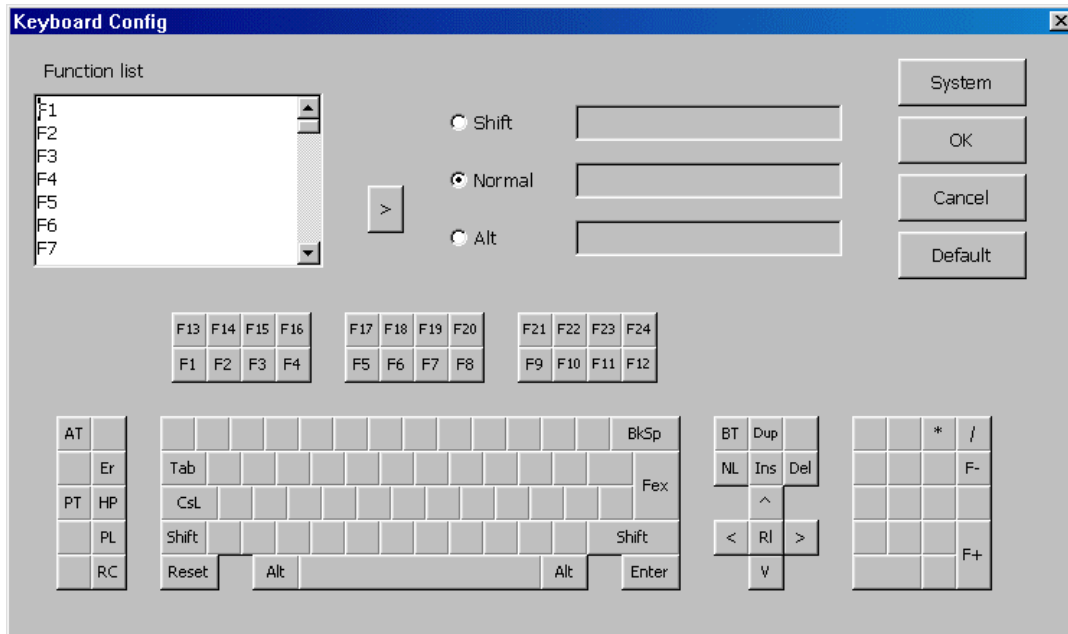 Keyboard Config
Function list
F1
F2
F3
F4
F5
F6
F7
>
Shift
Normal
Alt
System
OK
Cancel
Default
F13 F14 F15 F16 F17 F18 F19 F20 F21 F22 F23 F24
F1 F2 F3 F4 F5 F6 F7 F8 F9 F10 F11 F12
AT BkSp BT Dup * /
Er Tab NL Ins Del F-
Fex
PT HP CsL ^
PL Shift Shift < Rl >
F+
RC Reset Alt Alt Enter V